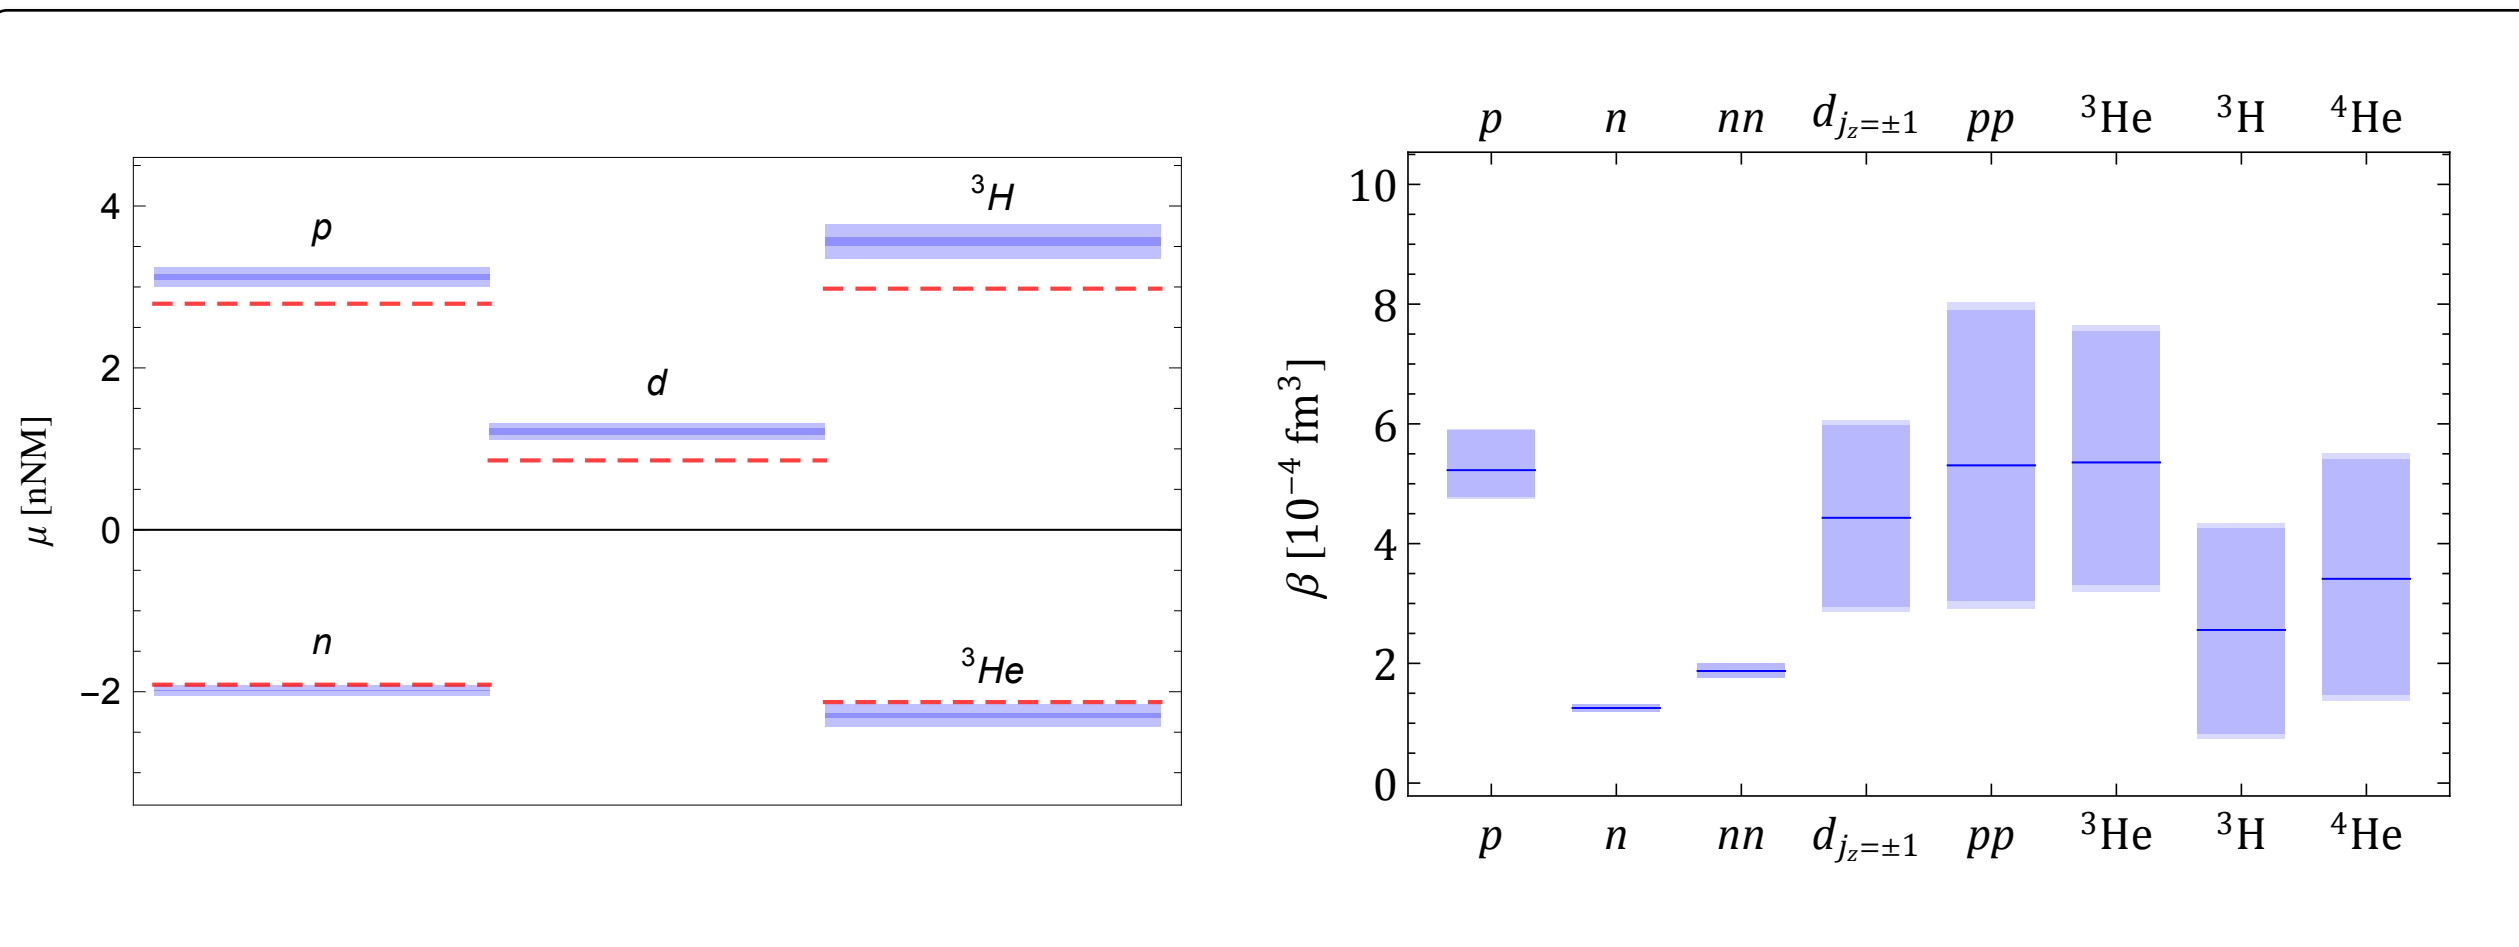 4
2
0
−2
μ [nNM]
p
³H
d
n
³He
p n nn d_{j_z=±1} pp ³He ³H ⁴He
10
8
6
4
2
0
β [10⁻⁴ fm³]
p n nn d_{j_z=±1} pp ³He ³H ⁴He